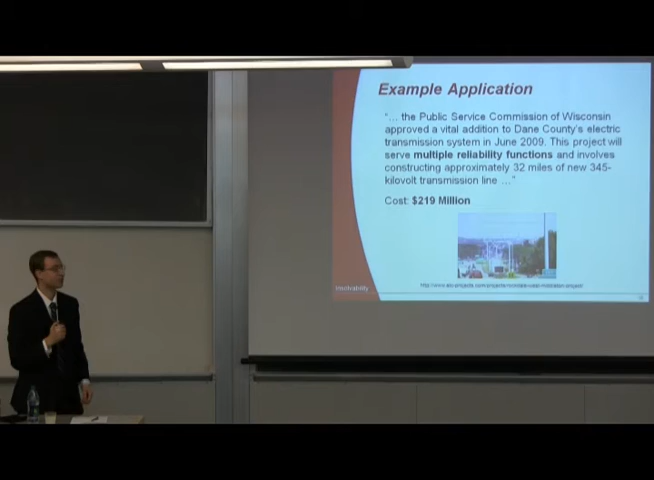 Example Application
"... the Public Service Commission of Wisconsin
approved a vital addition to Dane County's electric
transmission system in June 2009. This project will
serve multiple reliability functions and involves
constructing approximately 32 miles of new 345-
kilovolt transmission line ..."
Cost: $219 Million